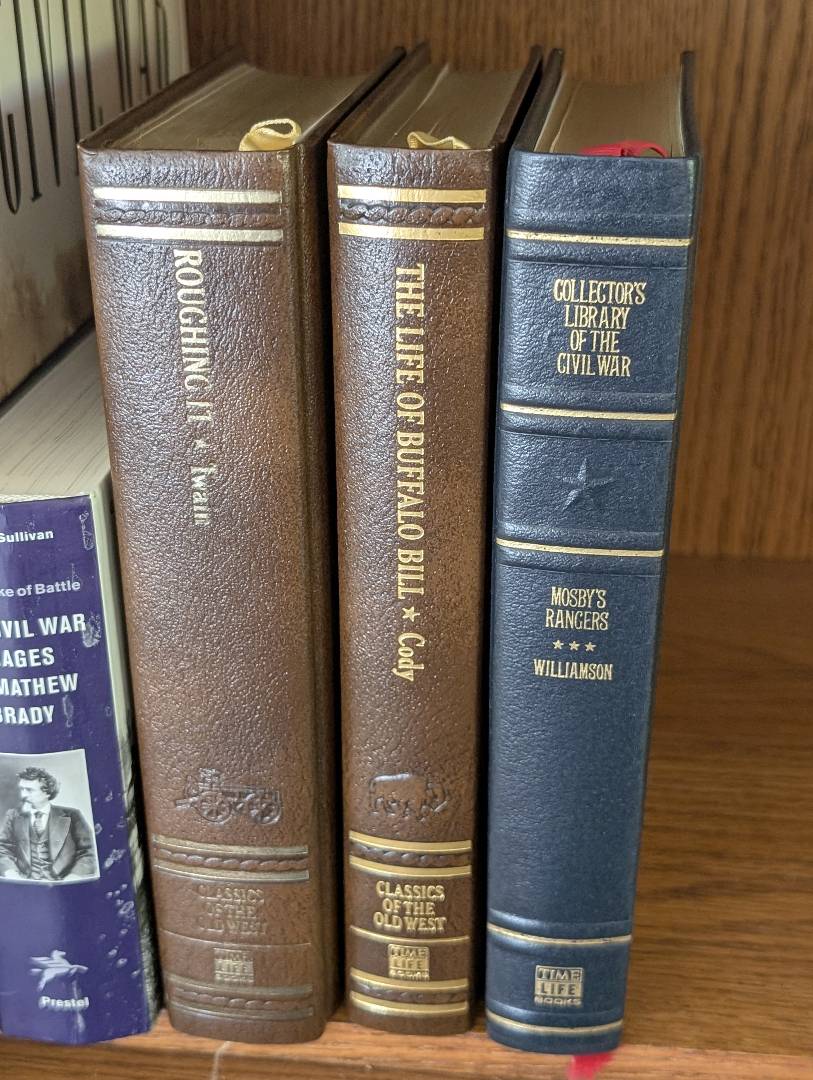 Sullivan
ke of Battle
IVIL WAR
AGES
MATHEW
BRADY
Prestel
ROUGHING IT ★ Twain
CLASSICS
OF THE
OLD WEST
TIME
LIFE
BOOKS
THE LIFE OF BUFFALO BILL ★ Cody
CLASSICS
OF THE
OLD WEST
TIME
LIFE
BOOKS
COLLECTOR'S
LIBRARY
OF THE
CIVIL WAR
MOSBY'S
RANGERS
★★★
WILLIAMSON
TIME
LIFE
BOOKS